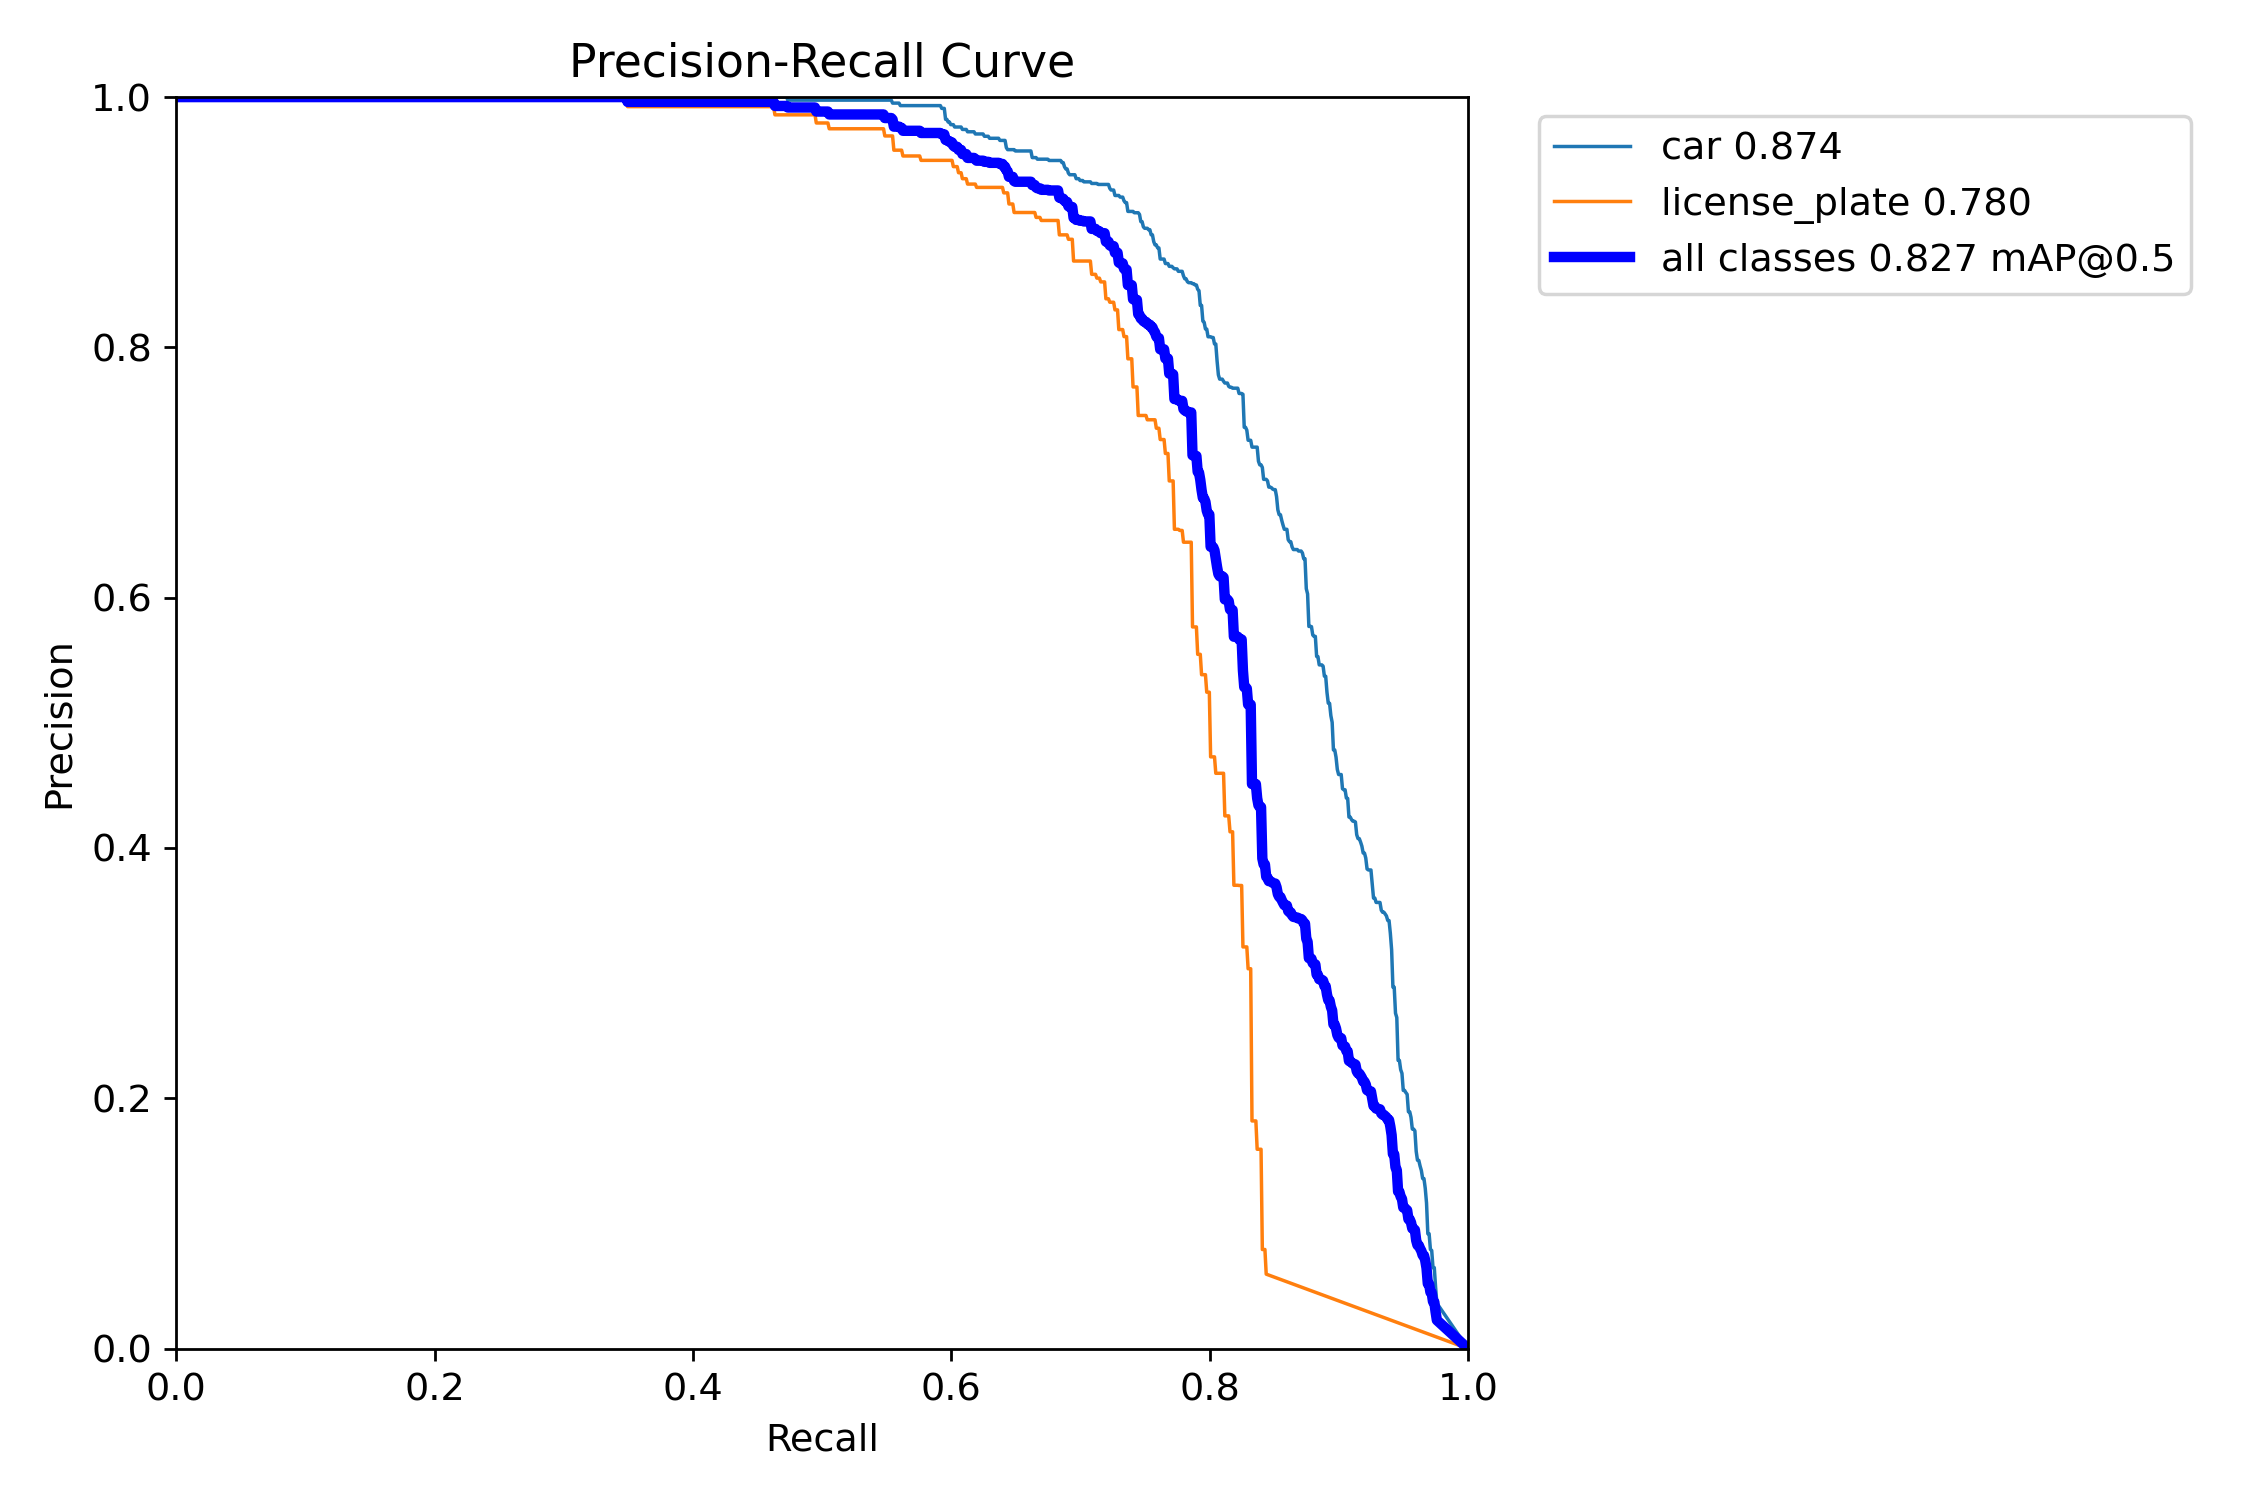 Precision-Recall Curve
1.0
0.8
0.6
0.4
0.2
0.0
Precision
0.0 0.2 0.4 0.6 0.8 1.0
Recall
car 0.874
license_plate 0.780
all classes 0.827 mAP@0.5